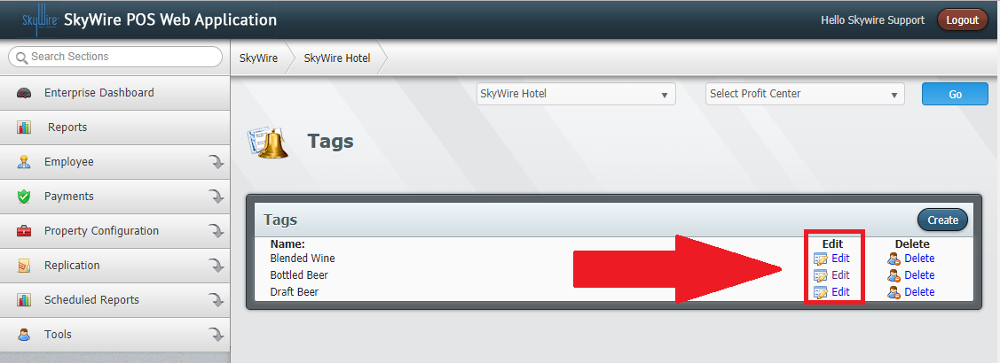 SkyWire SkyWire POS Web Application
Hello Skywire Support
Logout
Search Sections
SkyWire
SkyWire Hotel
Enterprise Dashboard
Reports
Employee
Payments
Property Configuration
Replication
Scheduled Reports
Tools
SkyWire Hotel
Select Profit Center
Go
Tags
Tags
Create
Name: Edit Delete
Blended Wine Edit Delete
Bottled Beer Edit Delete
Draft Beer Edit Delete